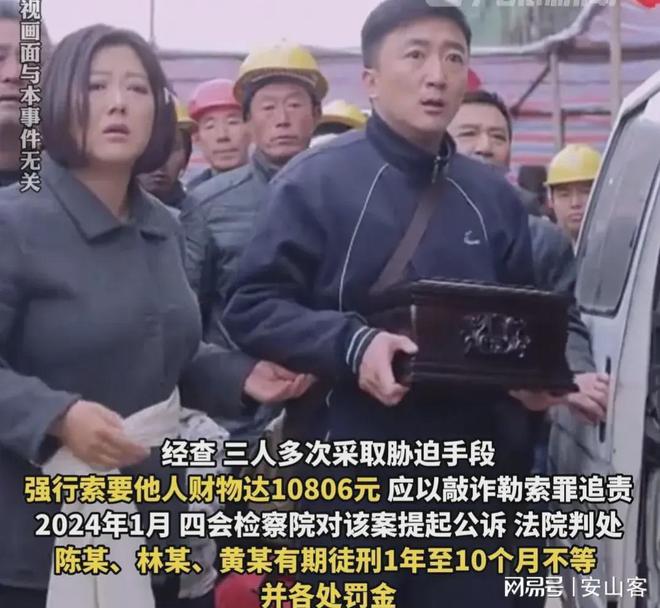 视画面与本事件无关
经查 三人多次采取胁迫手段
强行索要他人财物达10806元 应以敲诈勒索罪追责
2024年1月 四会检察院对该案提起公诉 法院判处
陈某、林某、黄某有期徒刑1年至10个月不等
并各处罚金
网易号 | 安山客